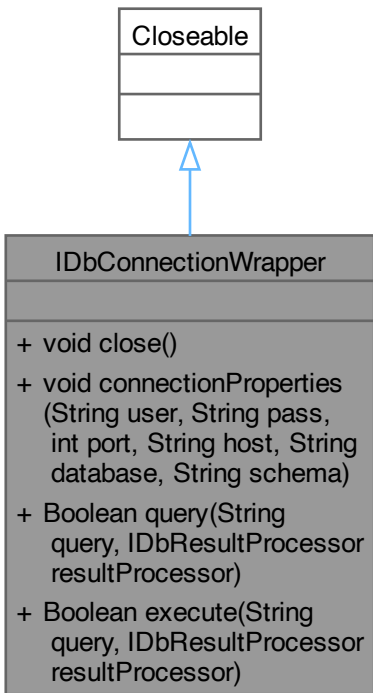 Closeable
IDbConnectionWrapper
+ void close()
+ void connectionProperties
(String user, String pass,
int port, String host, String
database, String schema)
+ Boolean query(String
query, IDbResultProcessor
resultProcessor)
+ Boolean execute(String
query, IDbResultProcessor
resultProcessor)